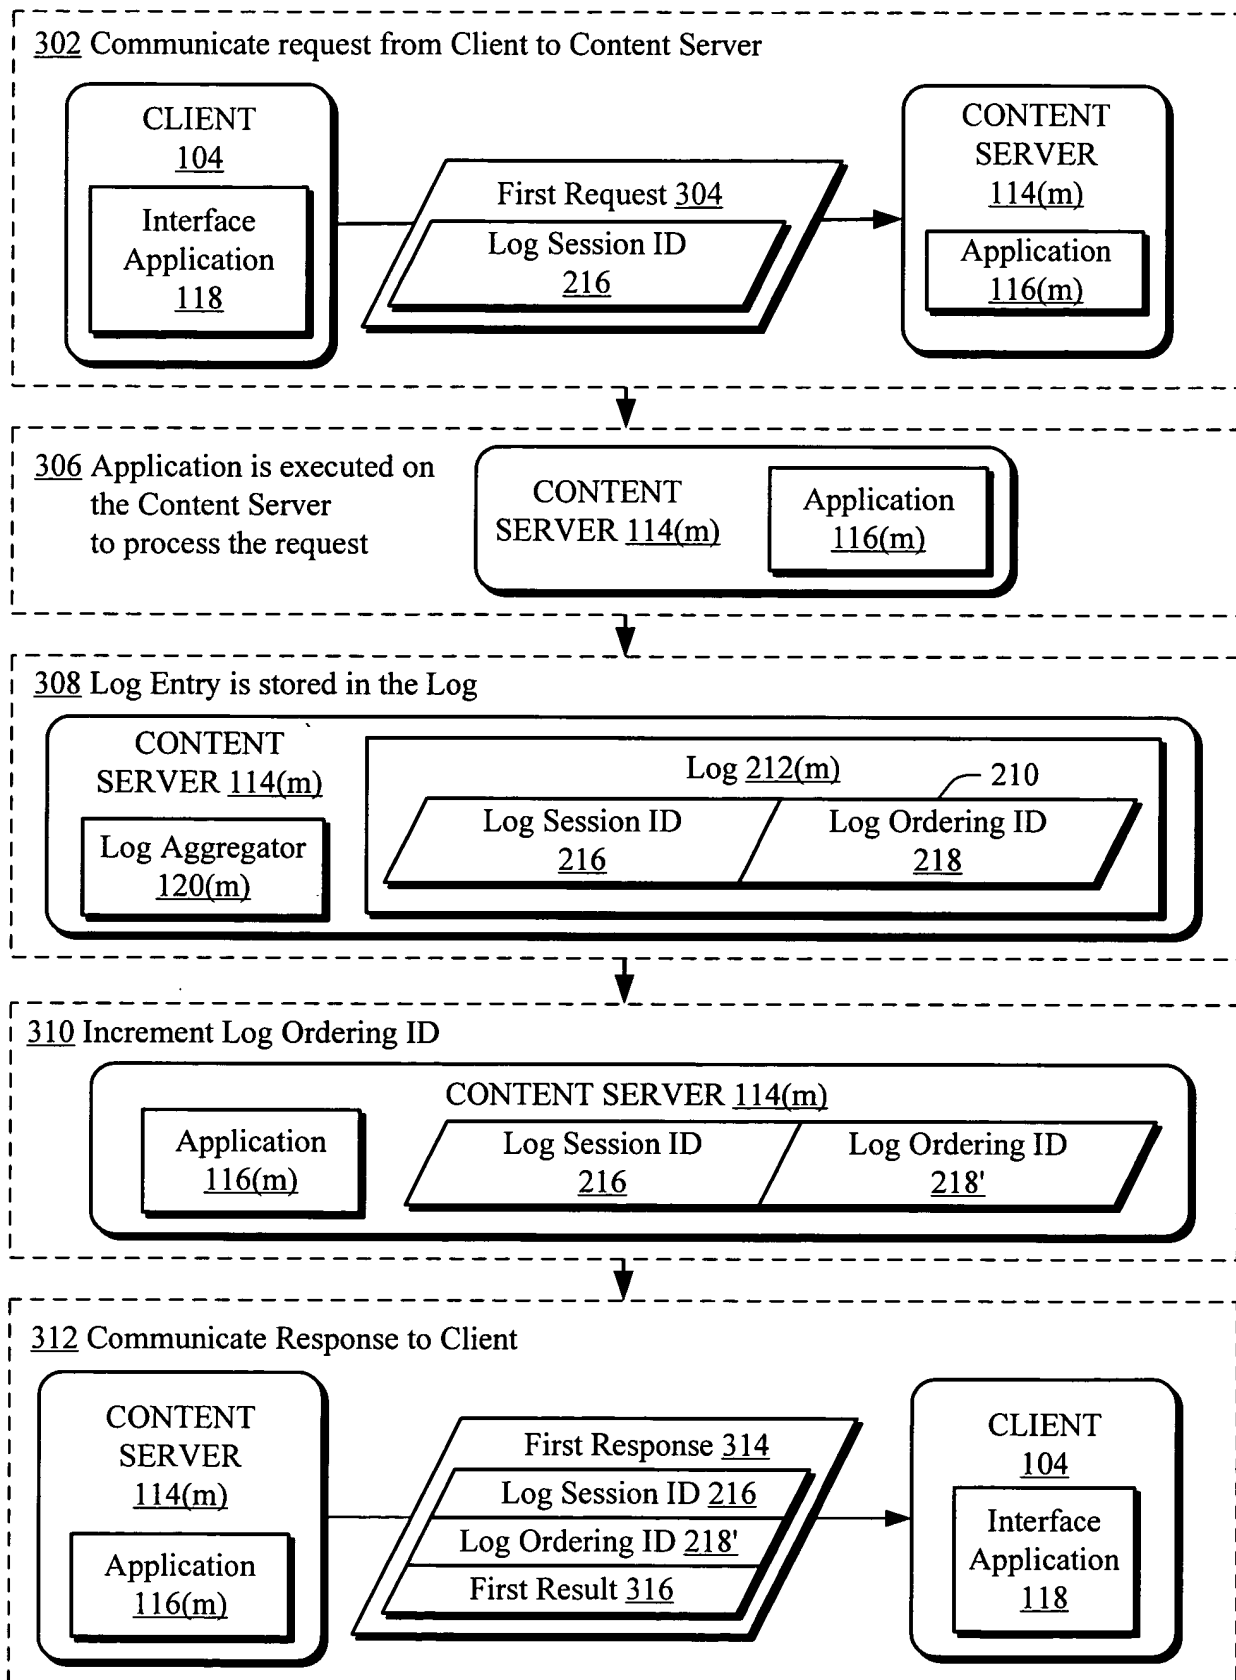 302 Communicate request from Client to Content Server
CLIENT
104
Interface
Application
118
First Request 304
Log Session ID
216
CONTENT
SERVER
114(m)
Application
116(m)
306 Application is executed on
the Content Server
to process the request
CONTENT
SERVER 114(m)
Application
116(m)
308 Log Entry is stored in the Log
CONTENT
SERVER 114(m)
Log Aggregator
120(m)
Log 212(m)
210
Log Session ID
216
Log Ordering ID
218
310 Increment Log Ordering ID
CONTENT SERVER 114(m)
Application
116(m)
Log Session ID
216
Log Ordering ID
218'
312 Communicate Response to Client
CONTENT
SERVER
114(m)
Application
116(m)
First Response 314
Log Session ID 216
Log Ordering ID 218'
First Result 316
CLIENT
104
Interface
Application
118